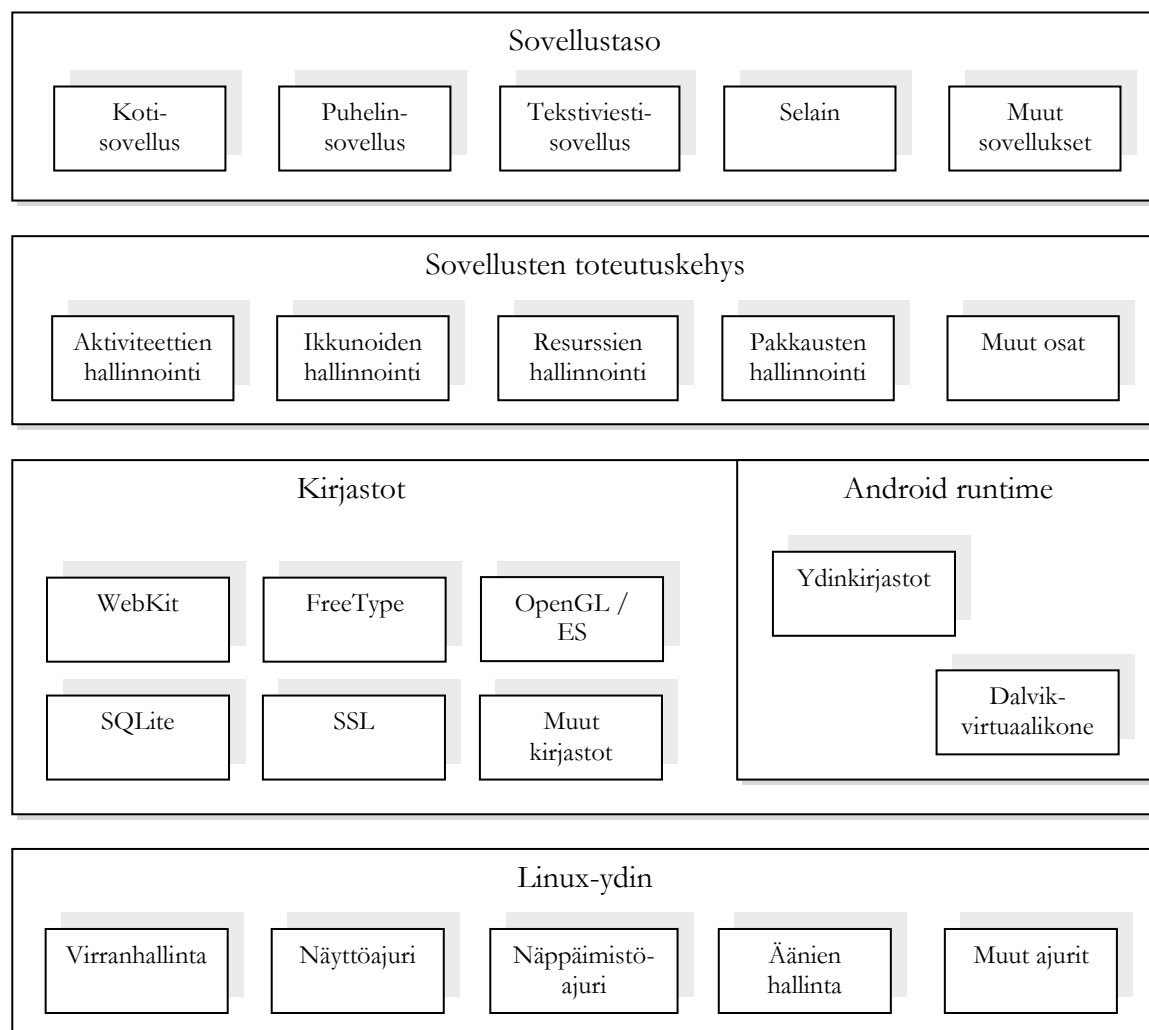 Sovellustaso
Koti-
sovellus
Puhelin-
sovellus
Tekstiviesti-
sovellus
Selain
Muut
sovellukset
Sovellusten toteutuskehys
Aktiviteettien
hallinnointi
Ikkunoiden
hallinnointi
Resurssien
hallinnointi
Pakkausten
hallinnointi
Muut osat
Kirjastot
WebKit
FreeType
OpenGL /
ES
SQLite
SSL
Muut
kirjastot
Android runtime
Ydinkirjastot
Dalvik-
virtuaalikone
Linux-ydin
Virranhallinta
Näyttöajuri
Näppäimistö-
ajuri
Äänien
hallinta
Muut ajurit